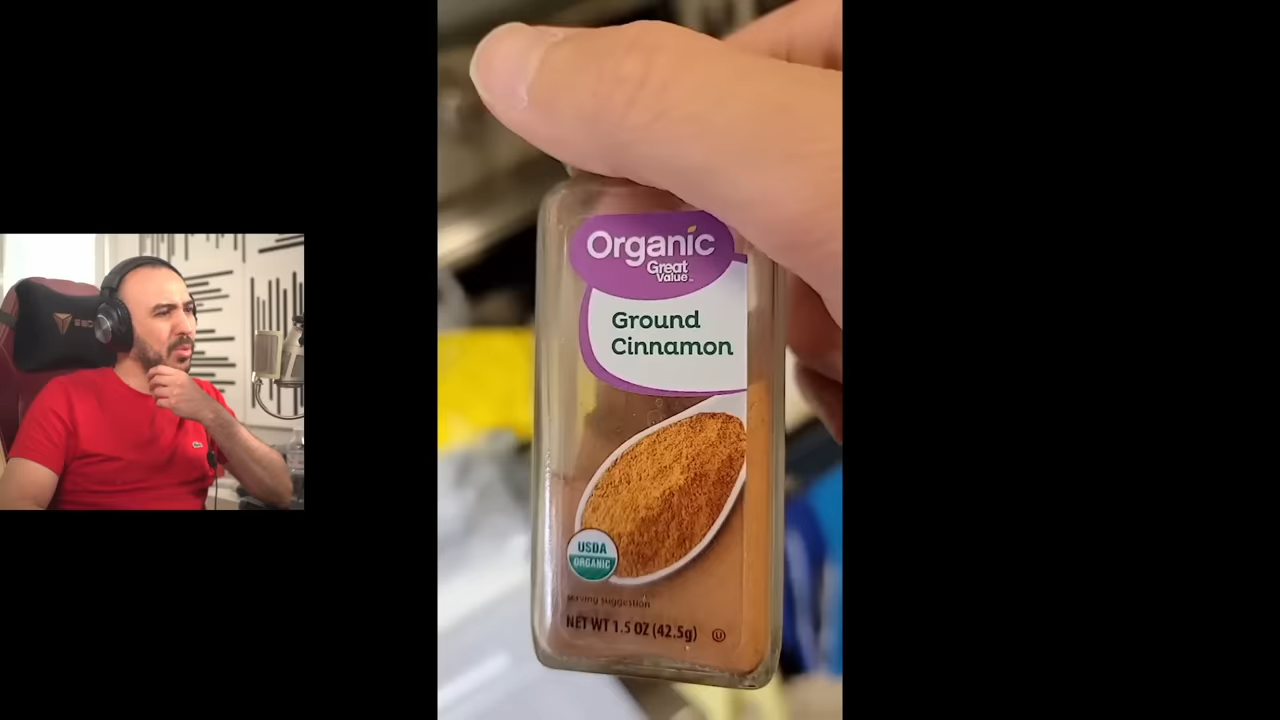 Organic
Great
Value
Ground
Cinnamon
USDA
ORGANIC
serving suggestion
NET WT 1.5 OZ (42.5g)
U